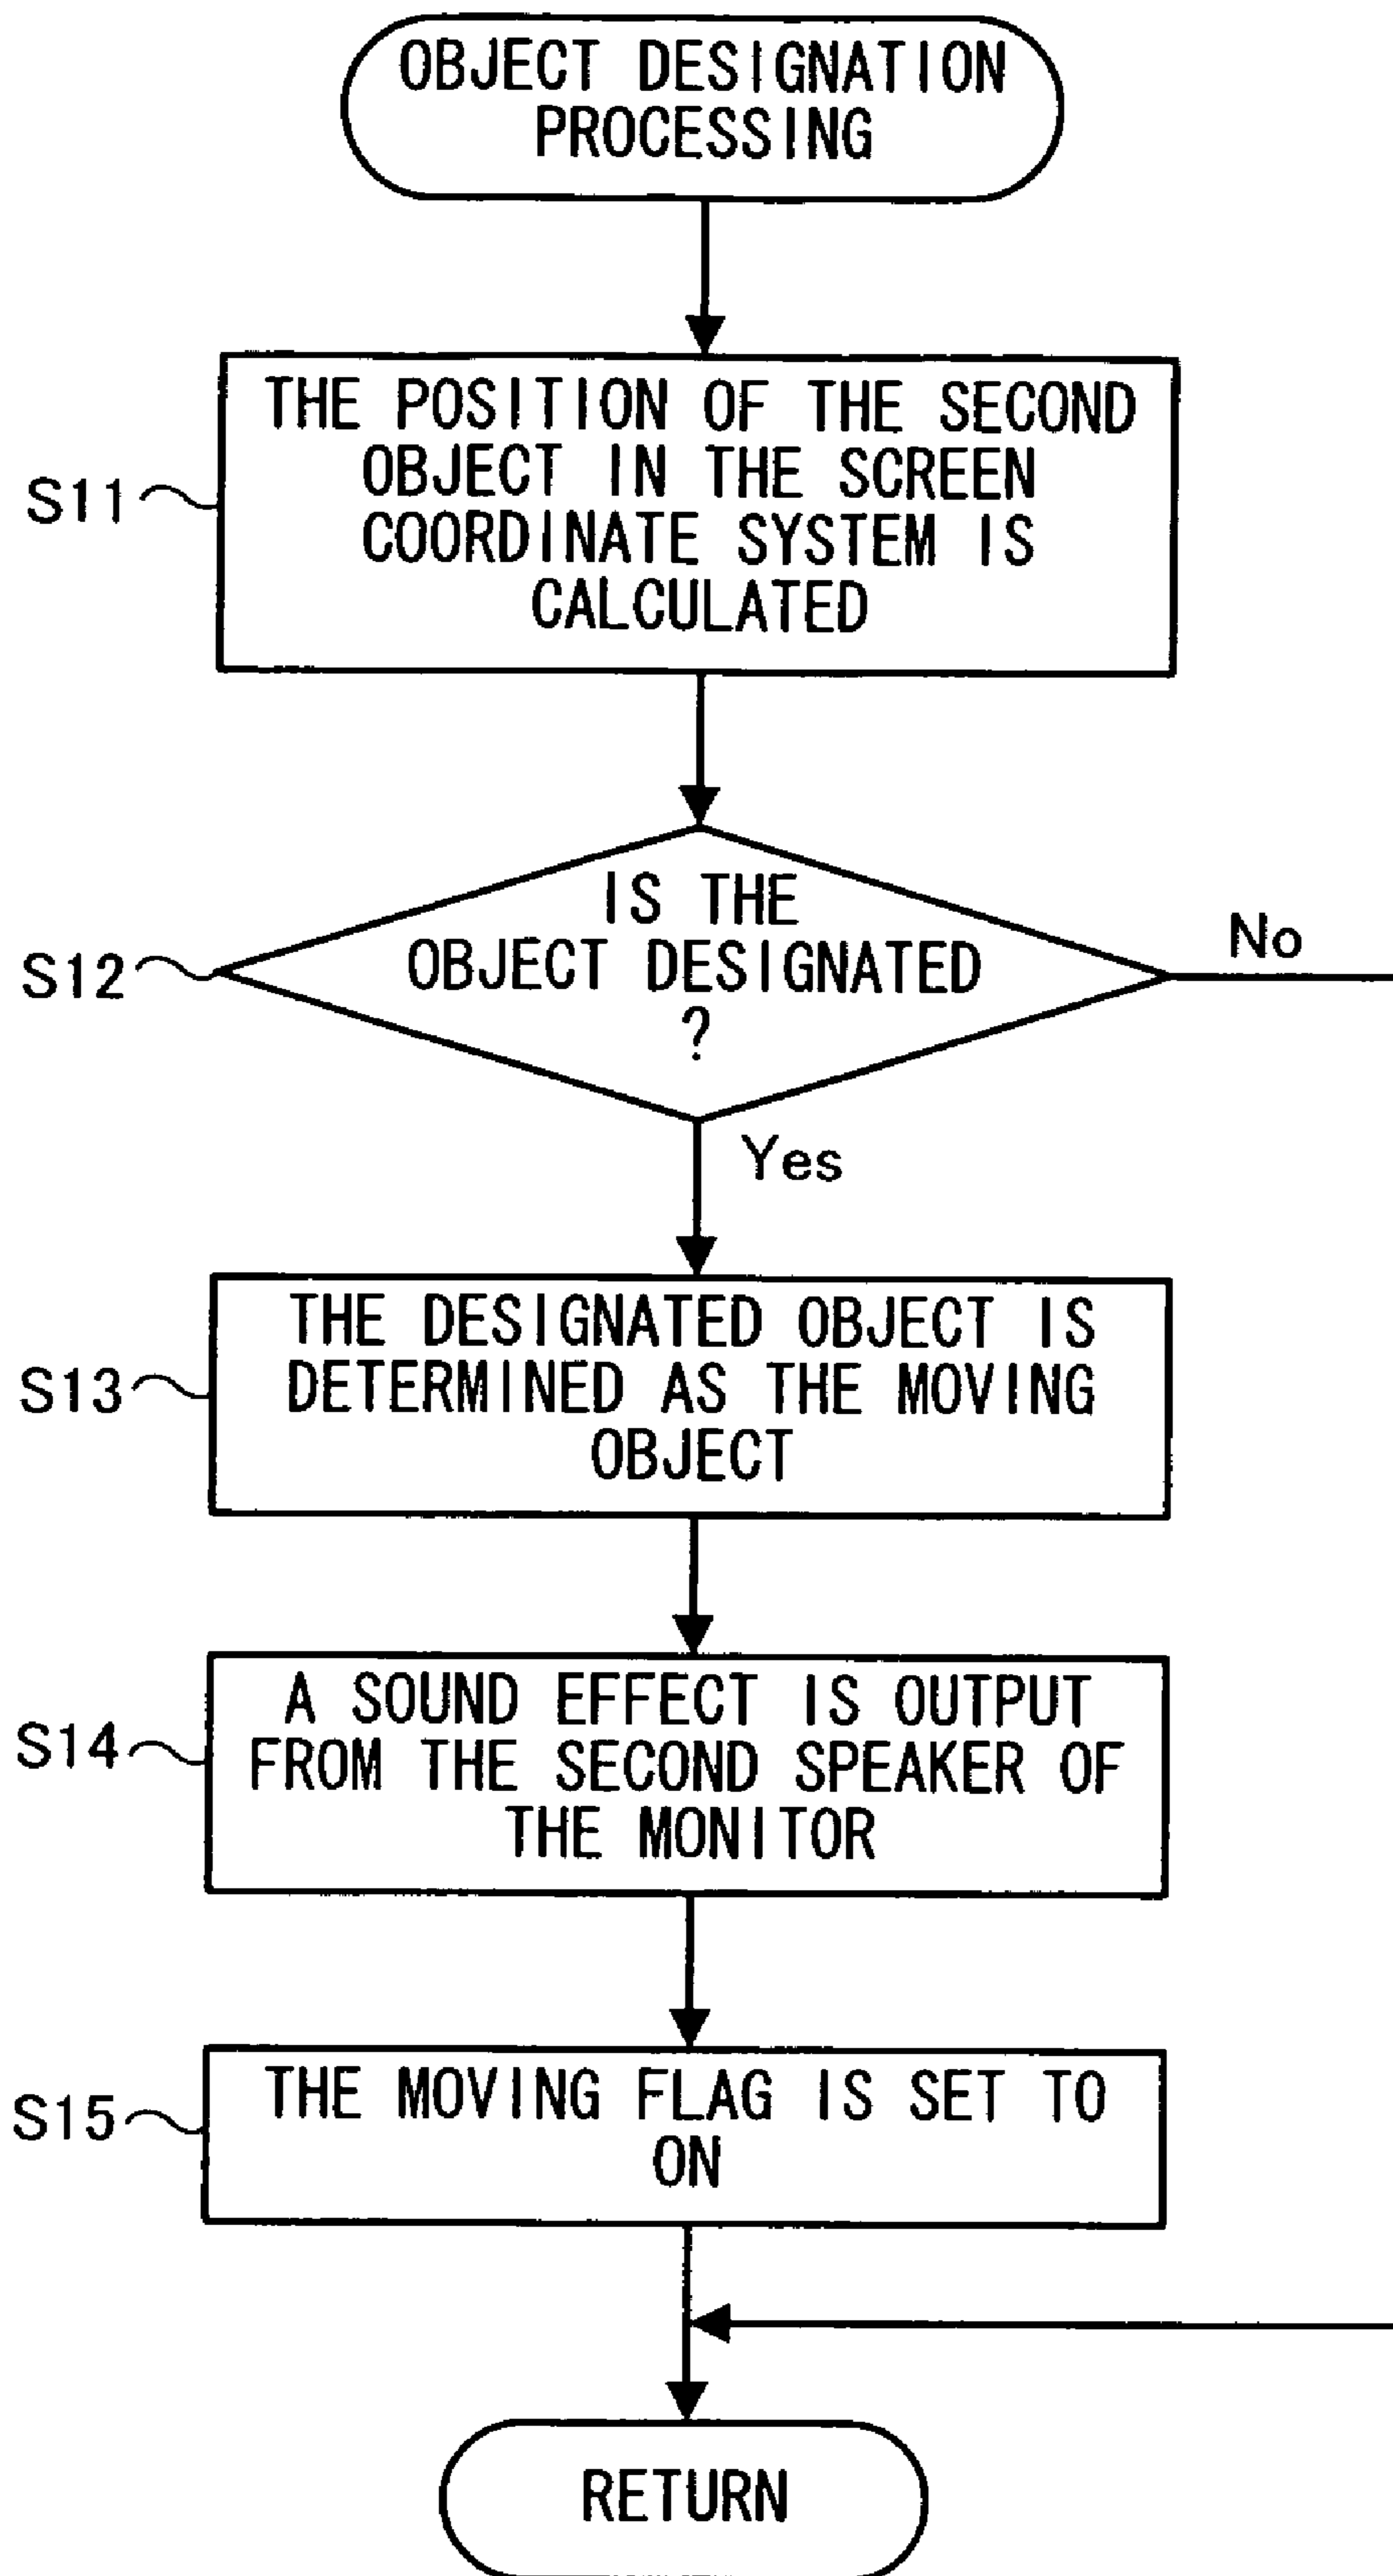 OBJECT DESIGNATION
PROCESSING
THE POSITION OF THE SECOND
OBJECT IN THE SCREEN
COORDINATE SYSTEM IS
CALCULATED
S11
IS THE
OBJECT DESIGNATED
?
S12
No
Yes
THE DESIGNATED OBJECT IS
DETERMINED AS THE MOVING
OBJECT
S13
A SOUND EFFECT IS OUTPUT
FROM THE SECOND SPEAKER OF
THE MONITOR
S14
THE MOVING FLAG IS SET TO
ON
S15
RETURN